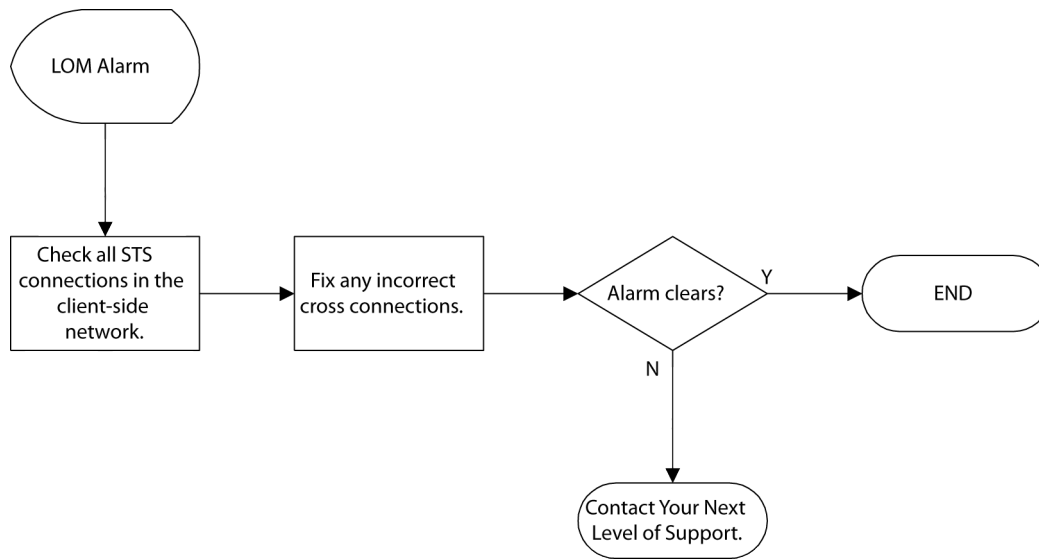 LOM Alarm
Check all STS
connections in the
client-side
network.
Fix any incorrect
cross connections.
Alarm clears?
Y
END
N
Contact Your Next
Level of Support.